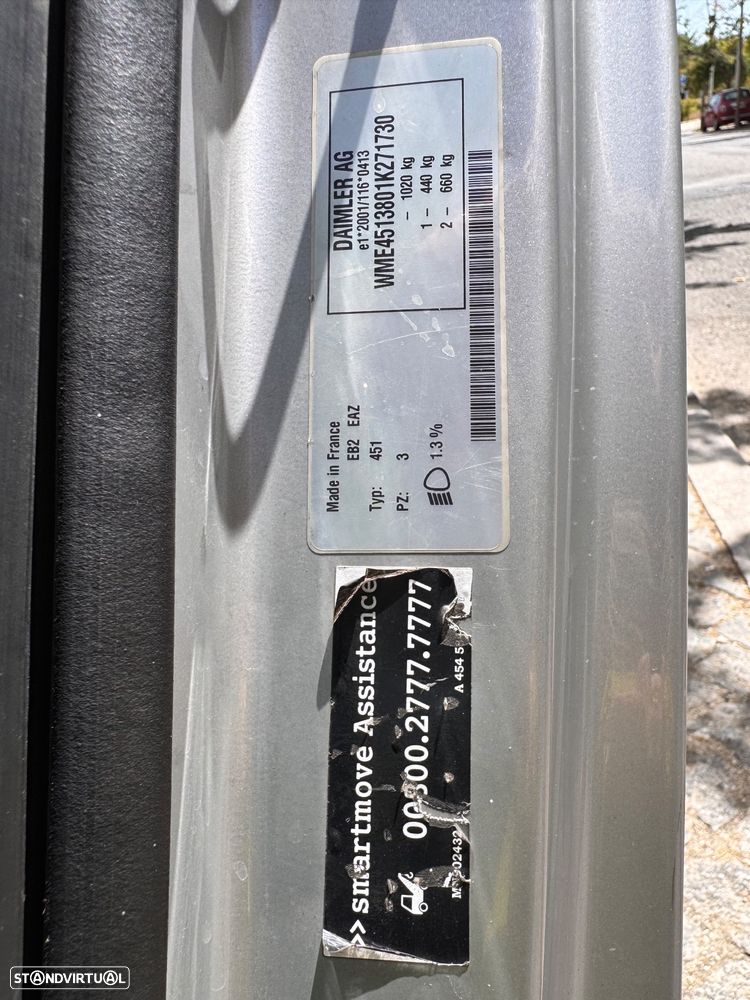 DAIMLER AG
e1*2001/116*0413
WME4513801K271730
- 1020 kg
1 - 440 kg
2 - 660 kg
Made in France
EB2 EAZ
Typ: 451
PZ: 3
1.3 %
>> smartmove Assistance
00800.2777.7777
A 454 5
STANDVIRTUAL